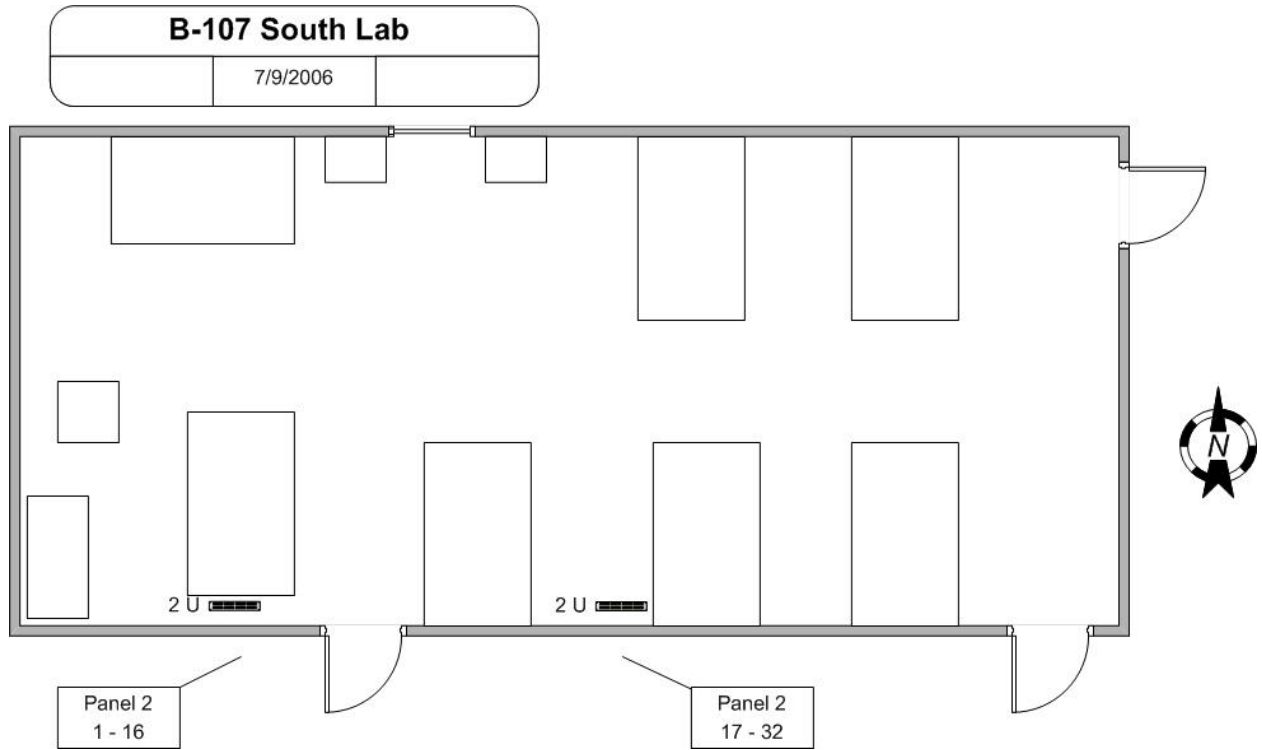 B-107 South Lab
7/9/2006
N
2 U
2 U
Panel 2
1 - 16
Panel 2
17 - 32